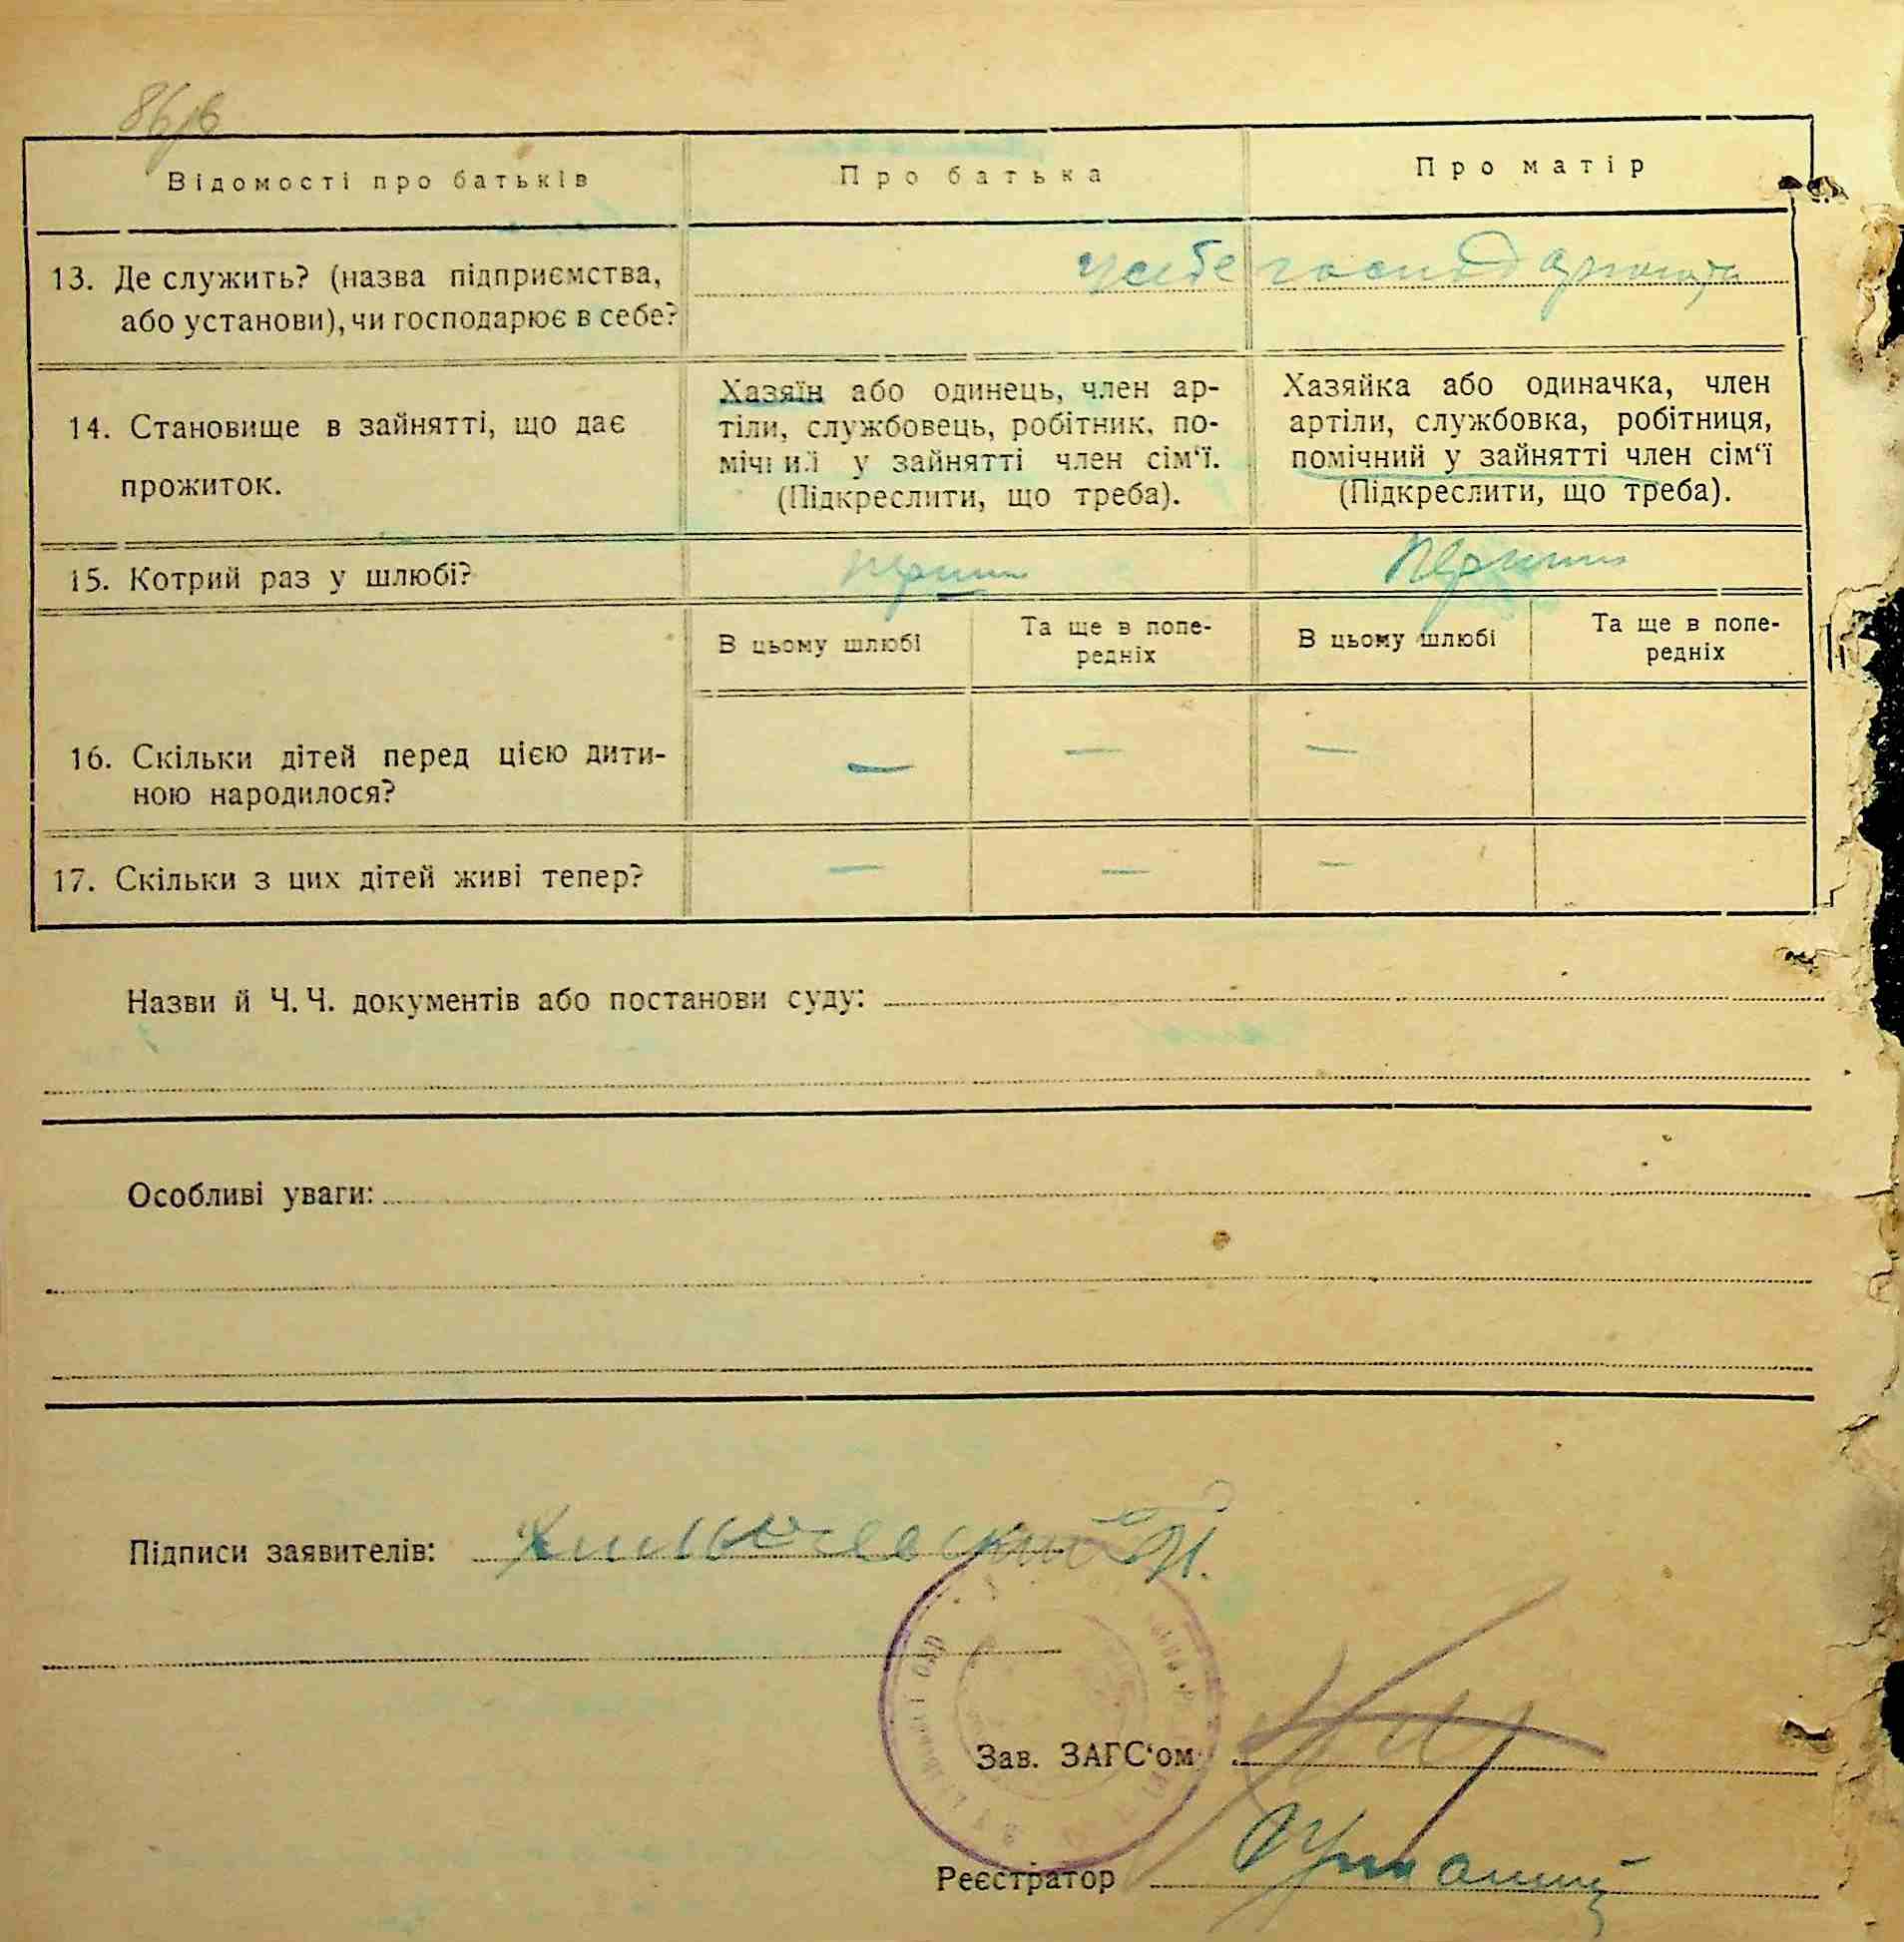 86 зв
Відомості про батьків
Про батька
Про матір
13. Де служить? (назва підприємства,
або установи), чи господарює в себе?
у себе господарюють
14. Становище в зайнятті, що дає
прожиток.
Хазяїн або одинець, член ар-
тіли, службовець, робітник, по-
мічний у зайнятті член сім‘ї.
(Підкреслити, що треба).
Хазяйка або одиначка, член
артіли, службовка, робітниця,
помічний у зайнятті член сім‘ї
(Підкреслити, що треба).
15. Котрий раз у шлюбі?
перший
В цьому шлюбі
Та ще в попе-
редніх
В цьому шлюбі
Та ще в попе-
редніх
16. Скільки дітей перед цією дити-
ною народилося?
— — —
17. Скільки з цих дітей живі тепер?
— — —
Назви й Ч. Ч. документів або постанови суду:
Особливі уваги:
Підписи заявителів:
Зав. ЗАГС‘ом
Реєстратор